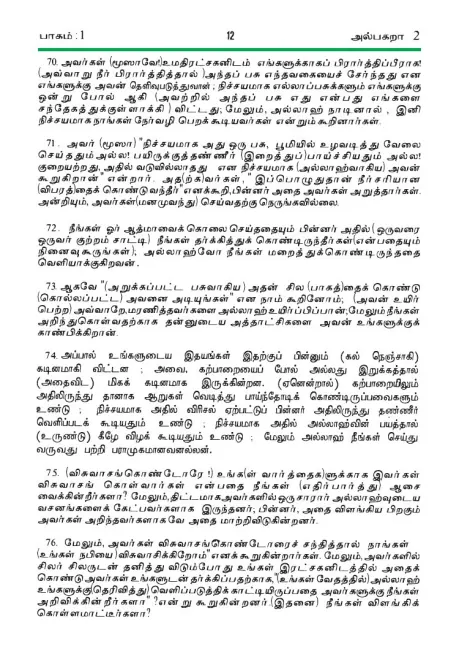 பாகம் : 1 12 அல்பகறா 2
70. அவர்கள் (மூஸாவே!)உமதிரட்சகனிடம் எங்களுக்காகப் பிரார்த்திப்பீராக!
(அவ்வாறு நீர் பிரார்த்தித்தால் )அந்தப் பசு எந்தவகையைச் சேர்ந்தது என
எங்களுக்கு அவன் தெளிவுபடுத்துவான் ; நிச்சயமாக எல்லாப்பசுக்களும் எங்களுக்கு
ஒன்று போல் ஆகி (அவற்றில் அந்தப் பசு எது என்பது எங்களை
சந்தேகத்துக்குள்ளாக்கி ) விட்டது; மேலும், அல்லாஹ் நாடினால் , இனி
நிச்சயமாக நாங்கள் நேர்வழி பெறக் கூடியவர்கள் என்றும் கூறினார்கள்.
71 . அவர் (மூஸா) "நிச்சயமாக அது ஒரு பசு, பூமியில் உழவடித்து வேலை
செய்ததும் அல்ல! பயிருக்குத்தண்ணீர் (இறைத்துப்)பாய்ச்சியதும் அல்ல!
குறையற்றது. அதில் வடுவில்லாதது என நிச்சயமாக (அல்லாஹ்வாகிய) அவன்
கூறுகிறான்" என்றார் . அத(ற்க)வர்கள் , " இப்பொழுதுதான் நீர் சரியான
(விபரத்)தைக் கொண்டுவந்தீர்" எனக்கூறி,பின்னர் அதை அவர்கள் அறுத்தார்கள்.
அன்றியும், அவர்கள்(மனமுவந்து) செய்வதற்கு நெருங்கவில்லை.
72 . நீங்கள் ஓர் ஆத்மாவைக் கொலை செய்ததையும் பின்னர் அதில் ( ஒருவரை
ஒருவர் குற்றம் சாட்டி) நீங்கள் தர்க்கித்துக் கொண்டிருந்தீர்கள்(என்பதையும்
நினைவு கூருங்கள்); அல்லாஹ்வோ நீங்கள் மறைத்துக்கொண்டிருந்ததை
வெளியாக்குகிறவன் .
73. ஆகவே "(அறுக்கப்பட்ட பசுவாகிய ) அதன் சில (பாகத்)தைக் கொண்டு
(கொல்லப்பட்ட) அவனை அடியுங்கள்" என நாம் கூறினோம்; (அவன் உயிர்
பெற்ற) அவ்வாறே,மரணித்தவர்களை அல்லாஹ் உயிர்ப்பிப்பான்; மேலும் நீங்கள்
அறிந்துகொள்வதற்காக தன்னுடைய அத்தாட்சிகளை அவன் உங்களுக்குக்
காண்பிக்கிறான்.
74. அப்பால் உங்களுடைய இதயங்கள் இதற்குப் பின்னும் (கல் நெஞ்சாகி)
கடினமாகி விட்டன ; அவை, கற்பாறையைப் போல் அல்லது இறுக்கத்தால்
(அதைவிட) மிகக் கடினமாக இருக்கின்றன. (ஏனென்றால்) கற்பாறையிலும்
அதிலிருந்து தானாக ஆறுகள் வெடித்து பாய்ந்தோடிக் கொண்டிருப்பவைகளும்
உண்டு ; நிச்சயமாக அதில் விரிசல் ஏற்பட்டுப் பின்னர் அதிலிருந்து தண்ணீர்
வெளிப்படக் கூடியதும் உண்டு ; நிச்சயமாக அதில் அல்லாஹ்வின் பயத்தால்
(உருண்டு) கீழே விழக் கூடியதும் உண்டு ; மேலும் அல்லாஹ் நீங்கள் செய்து
வருவது பற்றி பராமுகமானவனல்லன்.
75. (விசுவாசங்கொண்டோரே !) உங்க(ள் வார்த்தைக)ளுக்காக இவர்கள்
விசுவாசங் கொள்வார்கள் என்பதை நீங்கள் (எதிர்பார்த்து) ஆசை
வைக்கின்றீர்களா? மேலும்,திட்டமாகஅவர்களில் ஒருசாரார் அல்லாஹ்வுடைய
வசனங்களைக் கேட்பவர்களாக இருந்தனர்; பின்னர், அதை விளங்கிய பிறகும்
அவர்கள் அறிந்தவர்களாகவே அதை மாற்றிவிடுகின்றனர்.
76. மேலும், அவர்கள் விசுவாசங்கொண்டோரைச் சந்தித்தால் நாங்கள்
(உங்கள் நபியை)விசுவாசிக்கிறோம்" எனக்கூறுகின்றார்கள். மேலும், அவர்களில்
சிலர் சிலருடன் தனித்து விடும்போது உங்கள் இரட்சகனிடத்தில் அதைக்
கொண்டு அவர்கள் உங்களுடன் தர்க்கிப்பதற்காக,"(உங்கள் வேதத்தில்)அல்லாஹ்
உங்களுக்கு(தெரிவித்து) வெளிப்படுத்திக் காட்டியிருப்பதை அவர்களுக்கு நீங்கள்
அறிவிக்கின்றீர்களா" ?என்று கூறுகின்றனர்.(இதனை) நீங்கள் விளங்கிக்
கொள்ளமாட்டீர்களா?